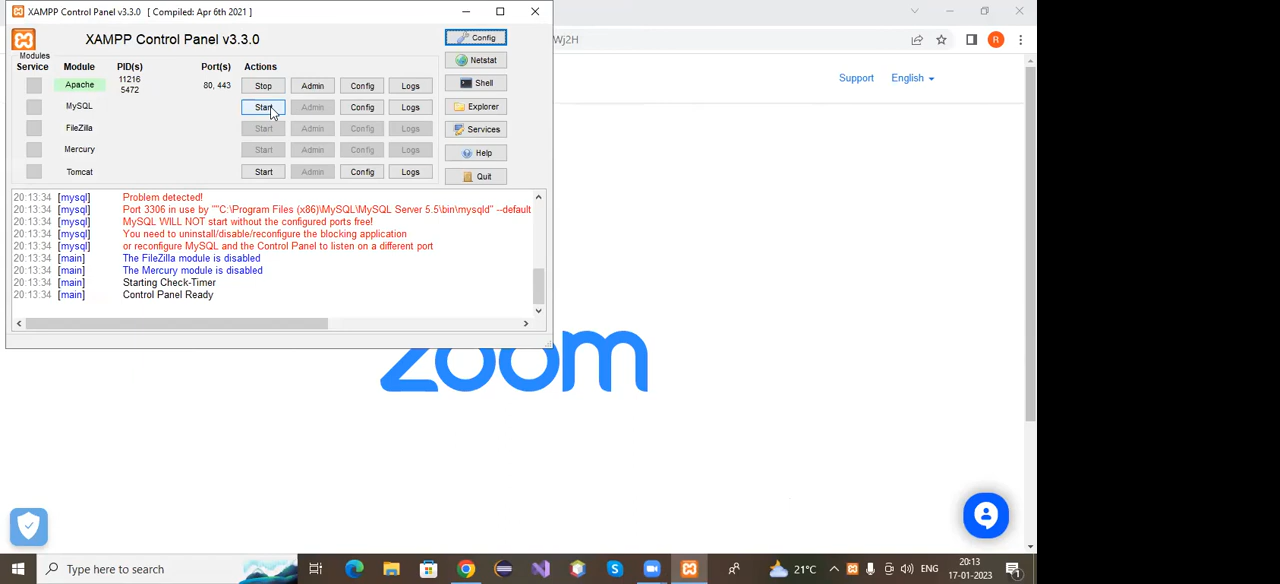 XAMPP Control Panel v3.3.0 [ Compiled: Apr 6th 2021 ]
XAMPP Control Panel v3.3.0
Config
Wj2H
R
Modules
Service Module PID(s) Port(s) Actions
Netstat
Support English
Apache 11216 5472 80, 443 Stop Admin Config Logs
Shell
MySQL Start Admin Config Logs
Explorer
FileZilla Start Admin Config Logs
Services
Mercury Start Admin Config Logs
Help
Tomcat Start Admin Config Logs
Quit
20:13:34 [mysql] Problem detected!
20:13:34 [mysql] Port 3306 in use by ""C:\Program Files (x86)\MySQL\MySQL Server 5.5\bin\mysqld" --default
20:13:34 [mysql] MySQL WILL NOT start without the configured ports free!
20:13:34 [mysql] You need to uninstall/disable/reconfigure the blocking application
20:13:34 [mysql] or reconfigure MySQL and the Control Panel to listen on a different port
20:13:34 [main] The FileZilla module is disabled
20:13:34 [main] The Mercury module is disabled
20:13:34 [main] Starting Check-Timer
20:13:34 [main] Control Panel Ready
zoom
Type here to search
21°C
ENG
20:13
17-01-2023
1